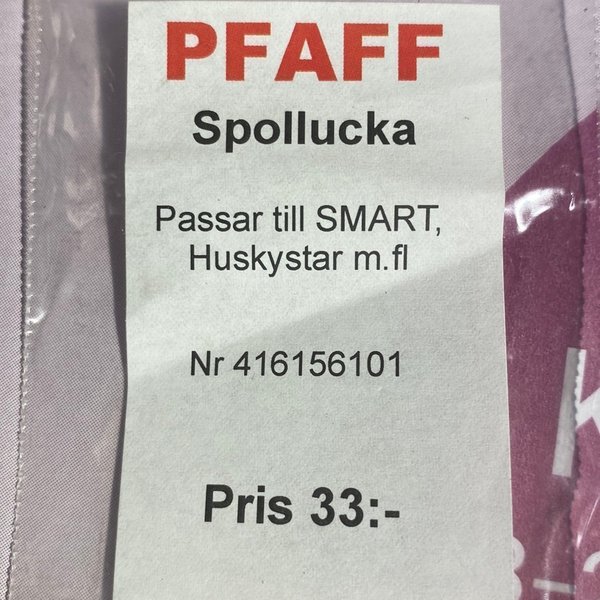 PFAFF
Spollucka
Passar till SMART,
Huskystar m.fl
Nr 416156101
Pris 33:-